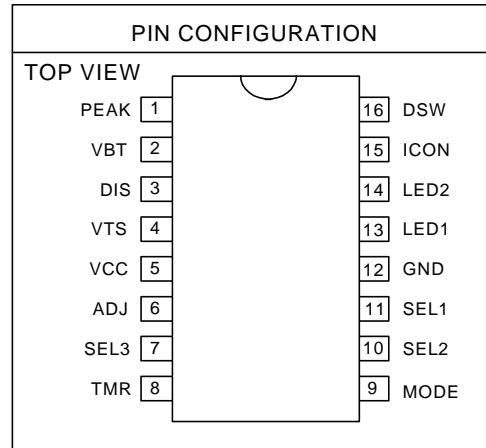 PIN CONFIGURATION
TOP VIEW
PEAK 1 16 DSW
VBT 2 15 ICON
DIS 3 14 LED2
VTS 4 13 LED1
VCC 5 12 GND
ADJ 6 11 SEL1
SEL3 7 10 SEL2
TMR 8 9 MODE